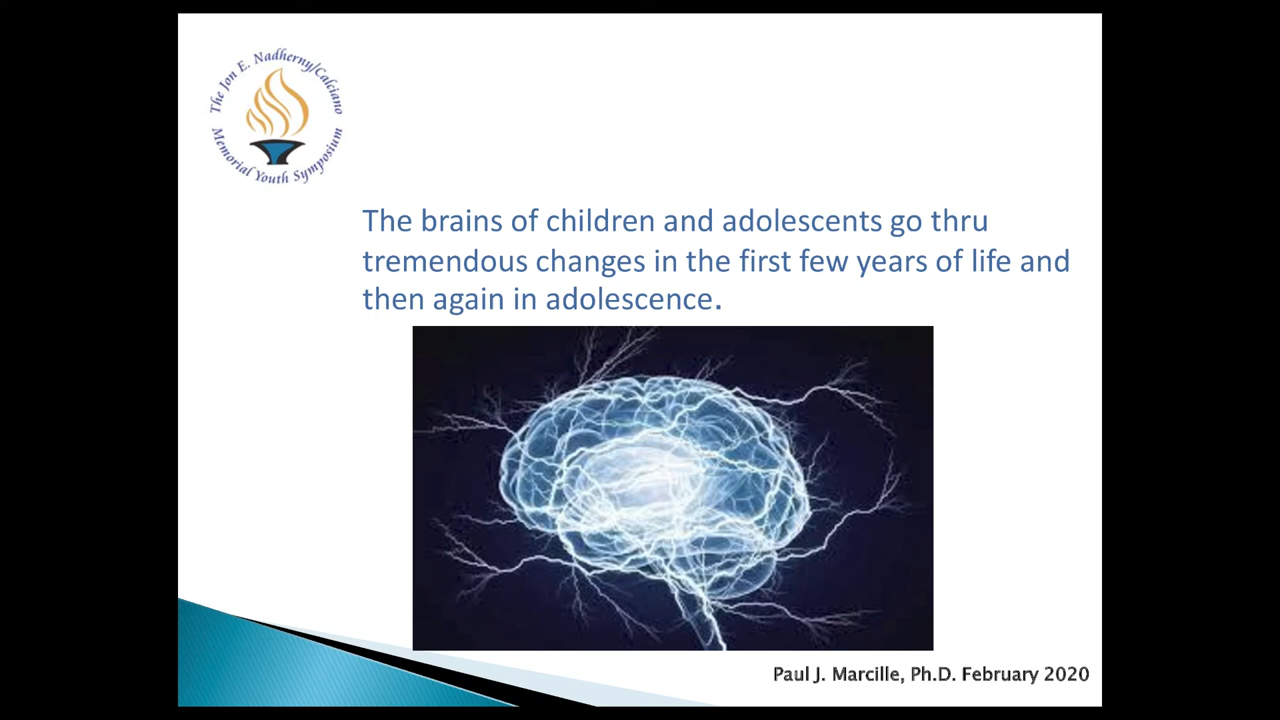 The Jon E. Nadherny/Calciano
Memorial Youth Symposium
The brains of children and adolescents go thru
tremendous changes in the first few years of life and
then again in adolescence.
Paul J. Marcille, Ph.D. February 2020